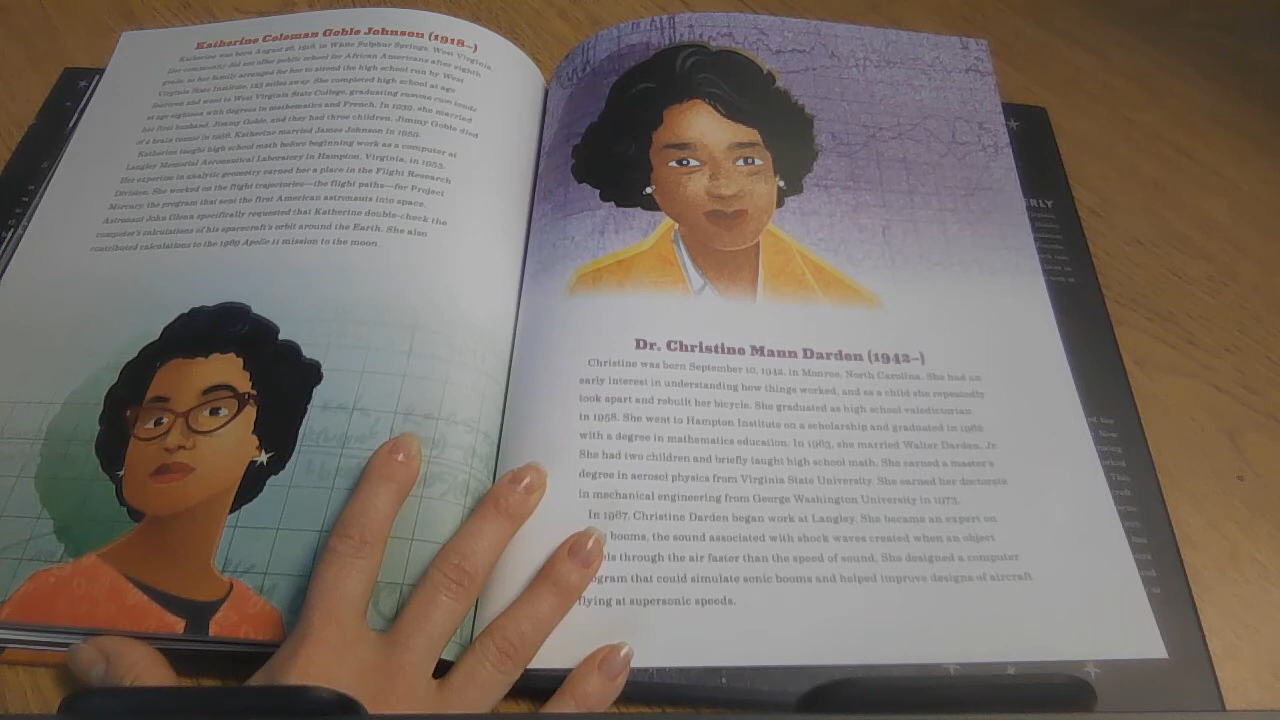 Katherine Coleman Goble Johnson (1918–)
Katherine was born August 26, 1918, in White Sulphur Springs, West Virginia.
Her community did not offer public school for African Americans after eighth
grade, so her family arranged for her to attend the high school run by West
Virginia State Institute, 125 miles away. She completed high school at age
fourteen and went to West Virginia State College, graduating summa cum laude
at age eighteen with degrees in mathematics and French. In 1939, she married
his first husband, Jimmy Goble, and they had three children. Jimmy Goble died
of a brain tumor in 1956. Katherine married James Johnson in 1959.
Katherine taught high school math before beginning work as a computer at
Langley Memorial Aeronautical Laboratory in Hampton, Virginia, in 1953.
Her expertise in analytic geometry earned her a place in the Flight Research
Division. She worked on the flight trajectories—the flight paths—for Project
Mercury, the program that sent the first American astronauts into space.
Astronaut John Glenn specifically requested that Katherine double-check the
computer's calculations of his spacecraft's orbit around the Earth. She also
contributed calculations to the 1969 Apollo 11 mission to the moon.
Dr. Christine Mann Darden (1942–)
Christine was born September 10, 1942, in Monroe, North Carolina. She had an
early interest in understanding how things worked, and as a child she repeatedly
took apart and rebuilt her bicycle. She graduated as high school valedictorian
in 1958. She went to Hampton Institute on a scholarship and graduated in 1962
with a degree in mathematics education. In 1963, she married Walter Darden, Jr.
She had two children and briefly taught high school math. She earned a master's
degree in aerosol physics from Virginia State University. She earned her doctorate
in mechanical engineering from George Washington University in 1973.
In 1967, Christine Darden began work at Langley. She became an expert on
booms, the sound associated with shock waves created when an object
through the air faster than the speed of sound. She designed a computer
ogram that could simulate sonic booms and helped improve designs of aircraft
flying at supersonic speeds.
ERLY